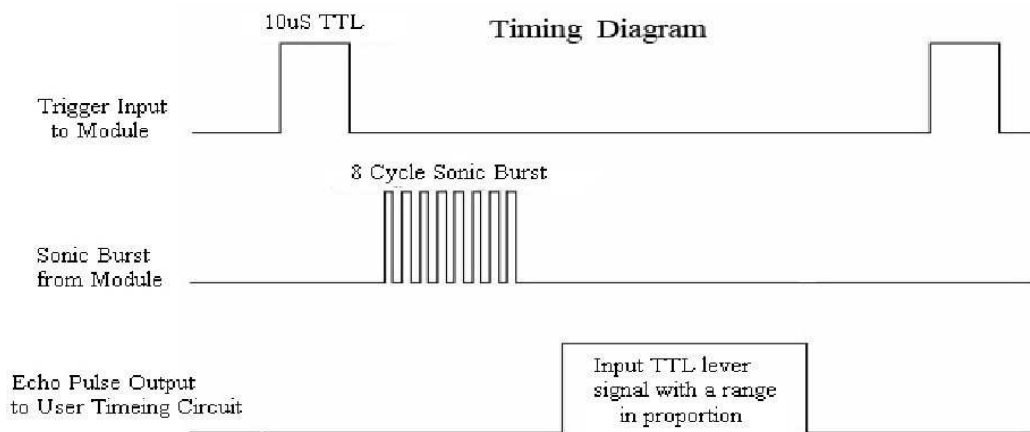 10uS TTL
Timing Diagram
Trigger Input
to Module
8 Cycle Sonic Burst
Sonic Burst
from Module
Echo Pulse Output
to User Timeing Circuit
Input TTL lever
signal with a range
in proportion